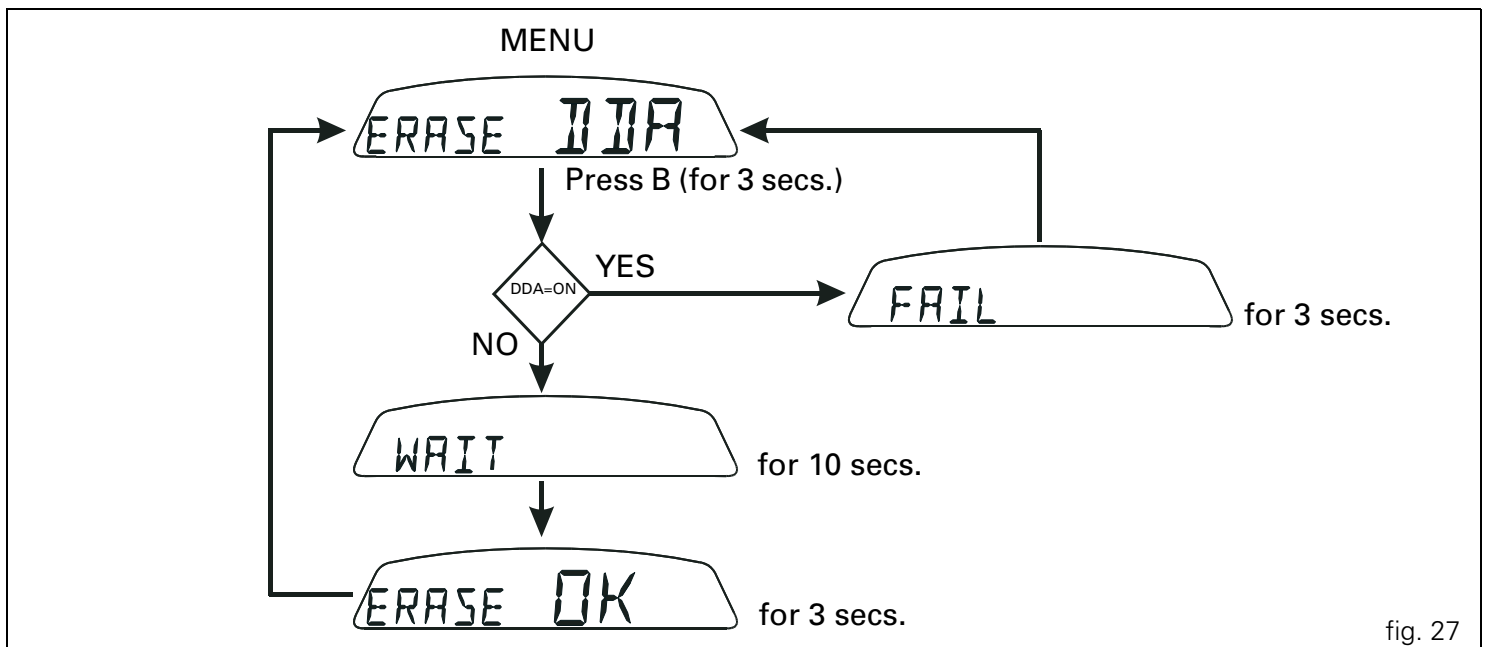 MENU
ERASE DDA
Press B (for 3 secs.)
DDA=ON
YES
FAIL
for 3 secs.
NO
WAIT
for 10 secs.
ERASE OK
for 3 secs.
fig. 27